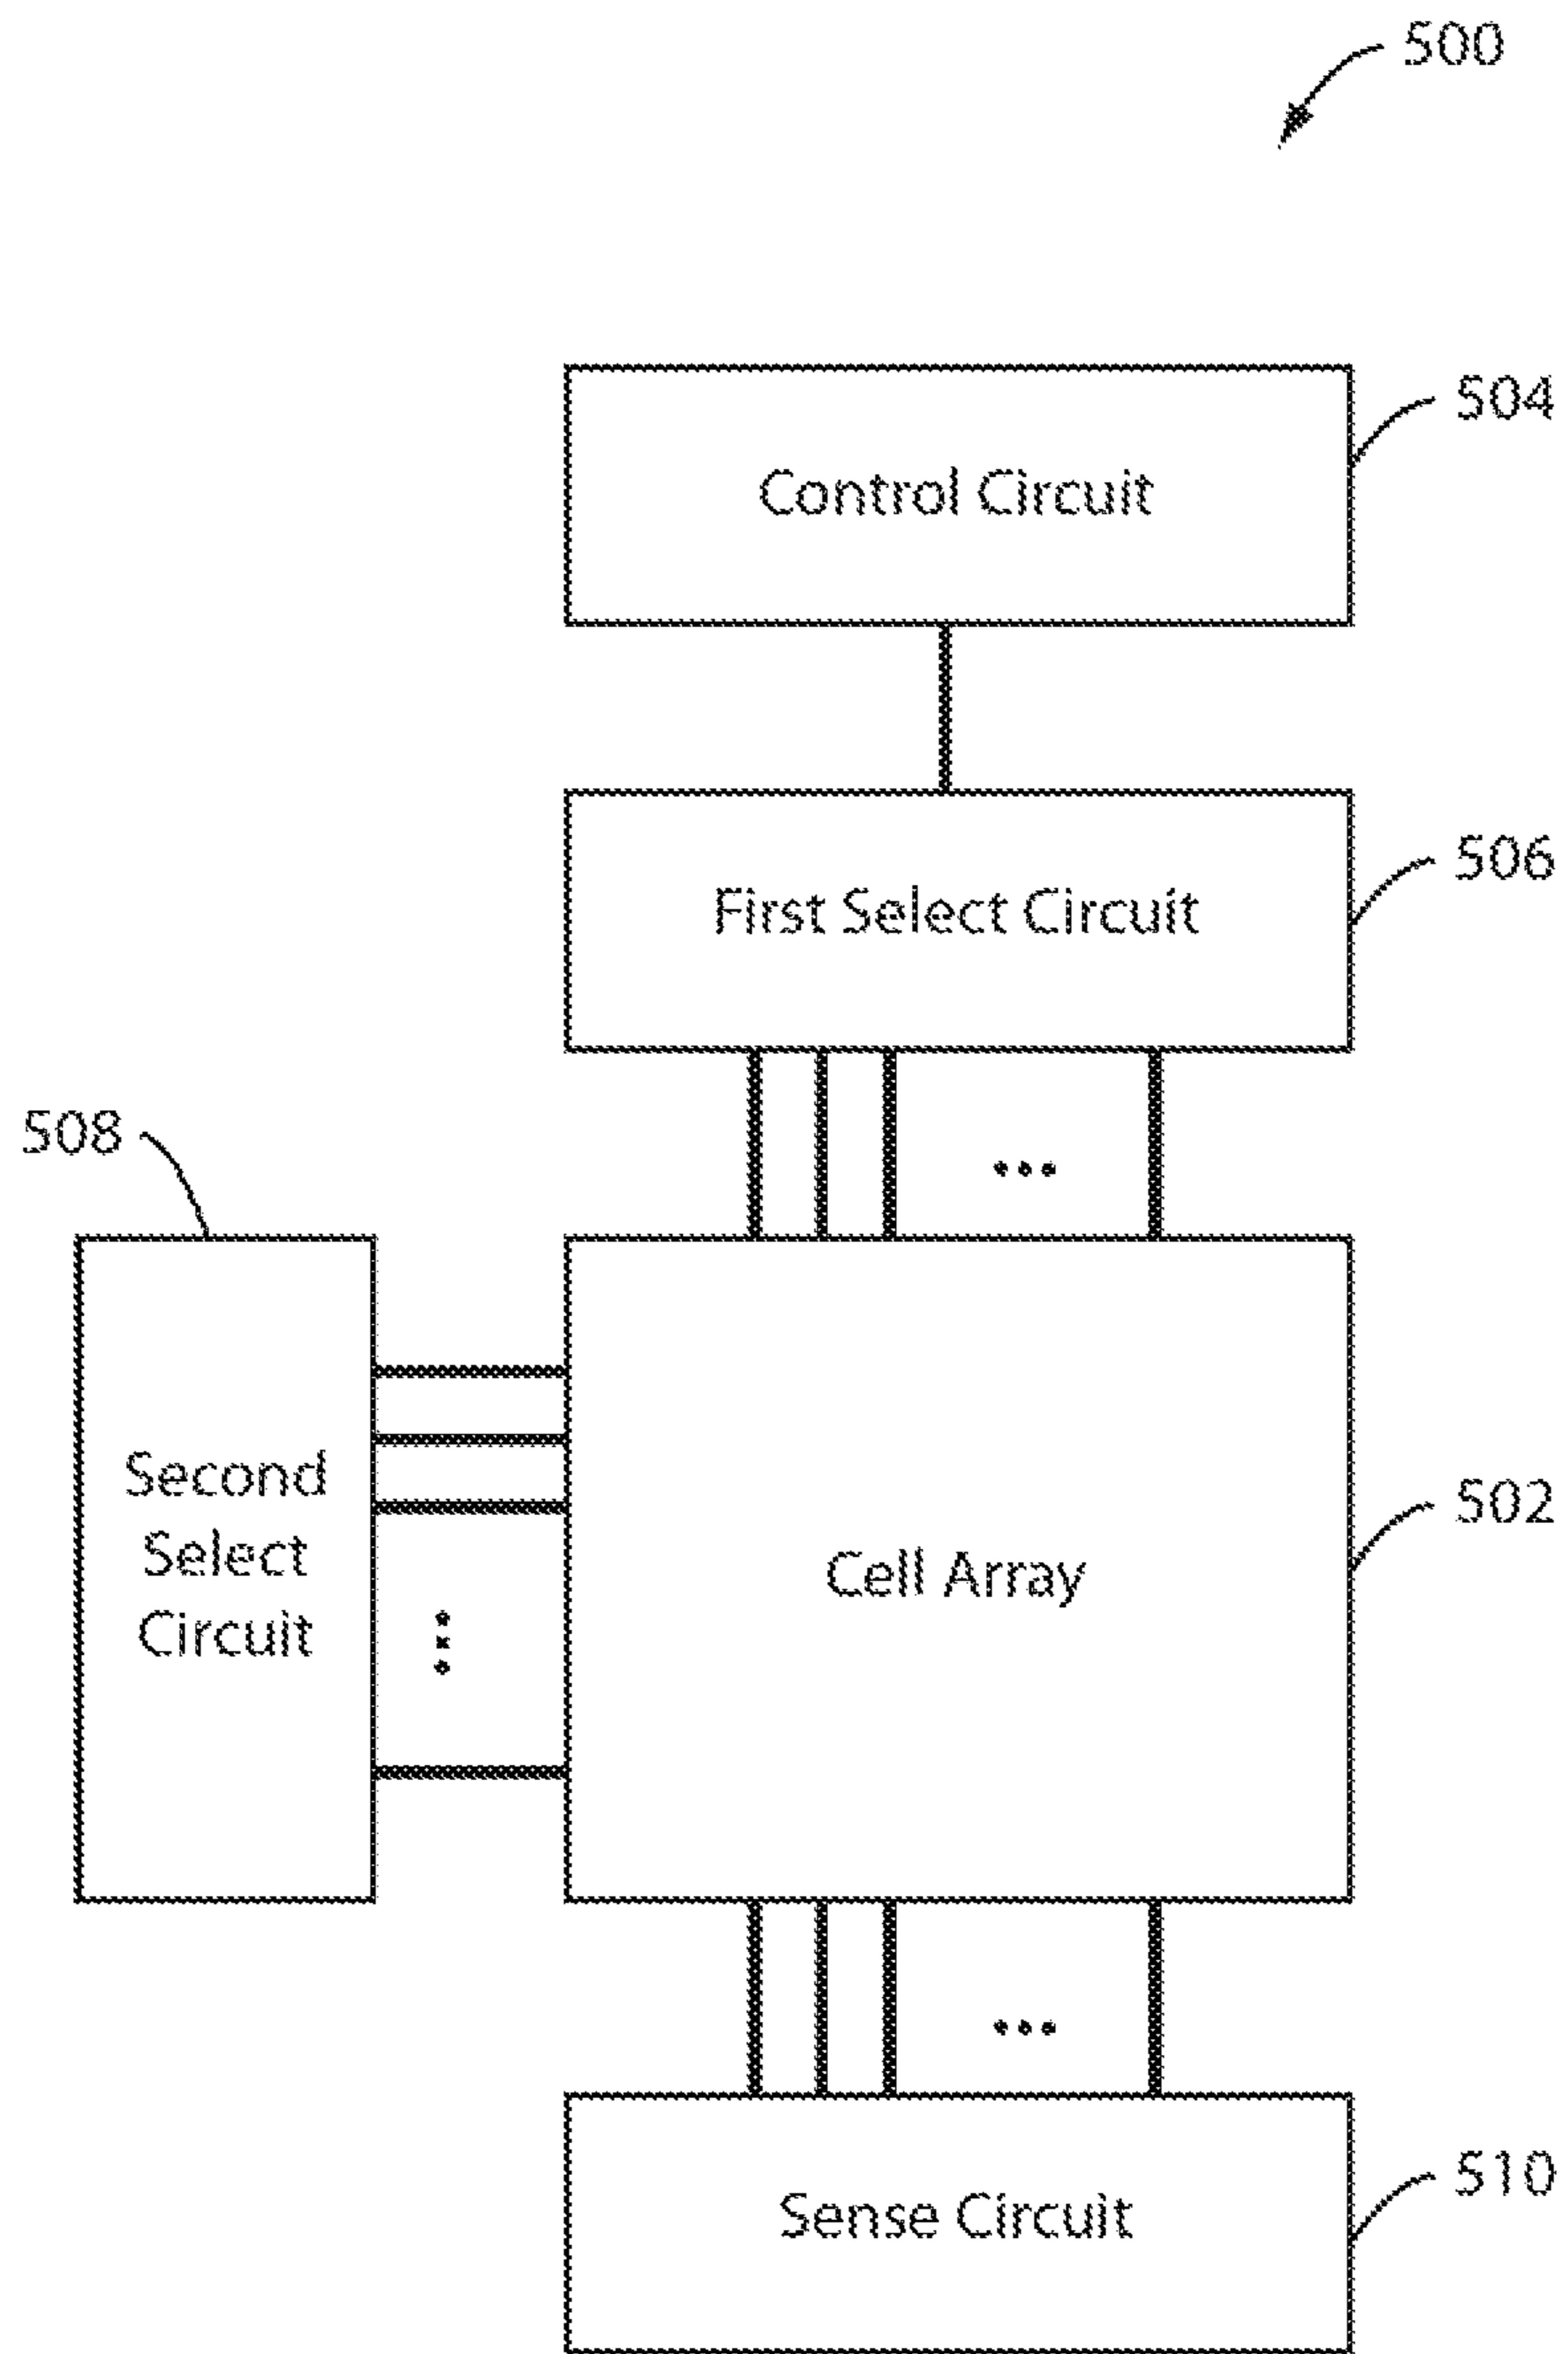 500
504
Control Circuit
506
First Select Circuit
508
Second
Select
Circuit
502
Cell Array
510
Sense Circuit